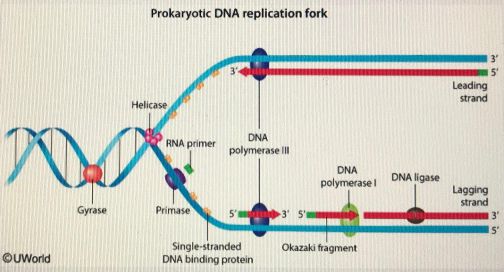 Prokaryotic DNA replication fork
3'
3'
5'
Leading
strand
Helicase
RNA primer
DNA
polymerase III
DNA
polymerase I
DNA ligase
Lagging
strand
5'
3'
5'
3'
5'
Gyrase
Primase
Single-stranded
DNA binding protein
Okazaki fragment
©UWorld